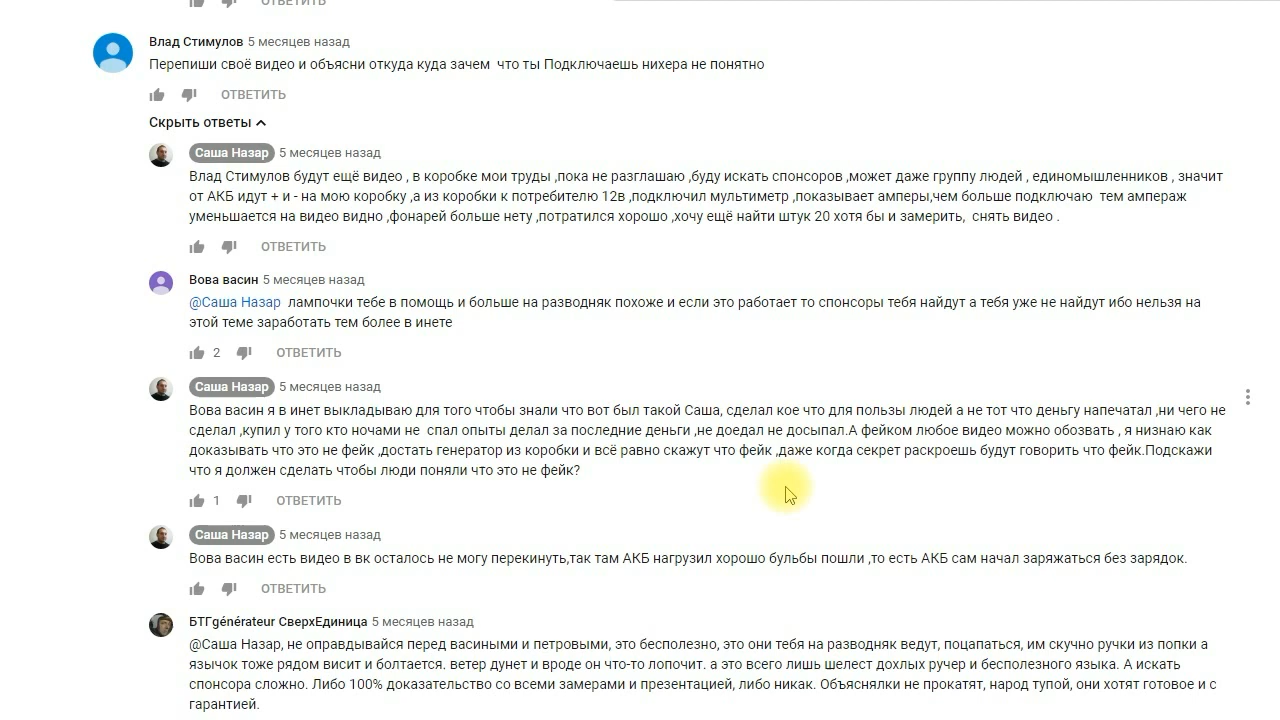 ОТВЕТИТЬ
Влад Стимулов 5 месяцев назад
Перепиши своё видео и объясни откуда куда зачем что ты Подключаешь нихера не понятно
ОТВЕТИТЬ
Скрыть ответы
Саша Назар 5 месяцев назад
Влад Стимулов будут ещё видео , в коробке мои труды ,пока не разглашаю ,буду искать спонсоров ,может даже группу людей , единомышленников , значит
от АКБ идут + и - на мою коробку ,а из коробки к потребителю 12в ,подключил мультиметр ,показывает амперы,чем больше подключаю тем ампераж
уменьшается на видео видно ,фонарей больше нету ,потратился хорошо ,хочу ещё найти штук 20 хотя бы и замерить, снять видео .
ОТВЕТИТЬ
Вова васин 5 месяцев назад
@Саша Назар лампочки тебе в помощь и больше на разводняк похоже и если это работает то спонсоры тебя найдут а тебя уже не найдут ибо нельзя на
этой теме заработать тем более в инете
2 ОТВЕТИТЬ
Саша Назар 5 месяцев назад
Вова васин я в инет выкладываю для того чтобы знали что вот был такой Саша, сделал кое что для пользы людей а не тот что деньгу напечатал ,ни чего не
сделал ,купил у того кто ночами не спал опыты делал за последние деньги ,не доедал не досыпал.А фейком любое видео можно обозвать , я низнаю как
доказывать что это не фейк ,достать генератор из коробки и всё равно скажут что фейк ,даже когда секрет раскроешь будут говорить что фейк.Подскажи
что я должен сделать чтобы люди поняли что это не фейк?
1 ОТВЕТИТЬ
Саша Назар 5 месяцев назад
Вова васин есть видео в вк осталось не могу перекинуть,так там АКБ нагрузил хорошо бульбы пошли ,то есть АКБ сам начал заряжаться без зарядок.
ОТВЕТИТЬ
БТГgénérateur СверхЕдиница 5 месяцев назад
@Саша Назар, не оправдывайся перед васиными и петровыми, это бесполезно, это они тебя на разводняк ведут, поцапаться, им скучно ручки из попки а
язычок тоже рядом висит и болтается. ветер дунет и вроде он что-то лопочит. а это всего лишь шелест дохлых ручер и бесполезного языка. А искать
спонсора сложно. Либо 100% доказательство со всеми замерами и презентацией, либо никак. Объяснялки не прокатят, народ тупой, они хотят готовое и с
гарантией.